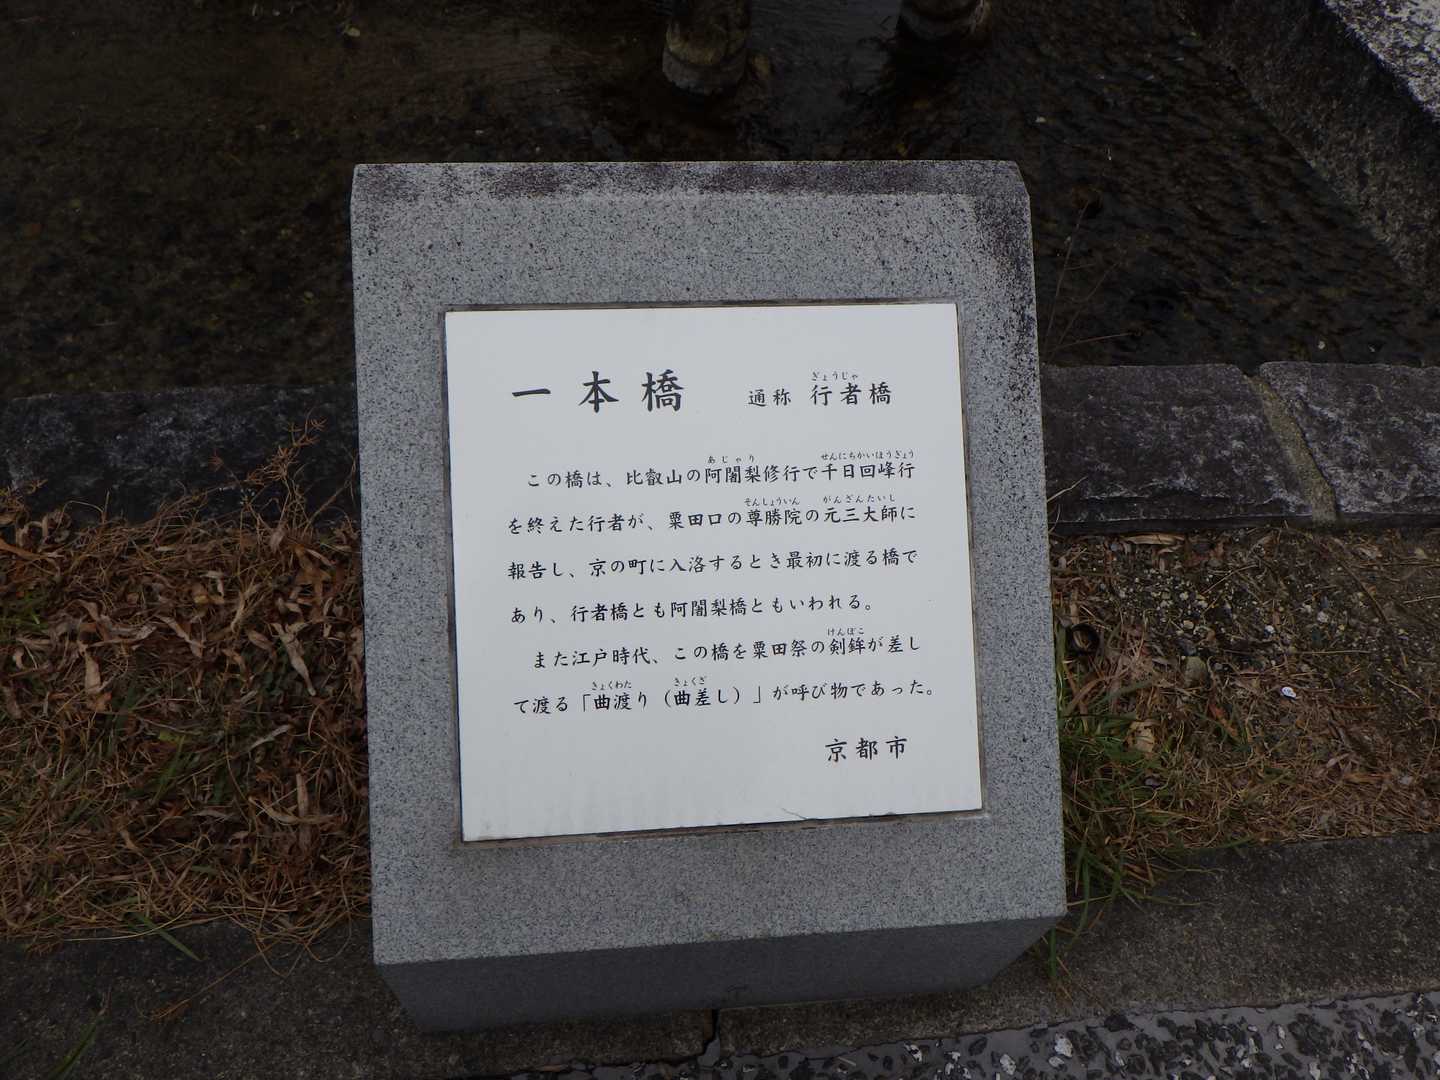 一本橋 通称 行者橋
この橋は、比叡山の阿闍梨修行で千日回峰行
を終えた行者が、粟田口の尊勝院の元三大師に
報告し、京の町に入洛するとき最初に渡る橋で
あり、行者橋とも阿闍梨橋ともいわれる。
また江戸時代、この橋を粟田祭の剣鉾が差し
て渡る「曲渡り（曲差し）」が呼び物であった。
京都市